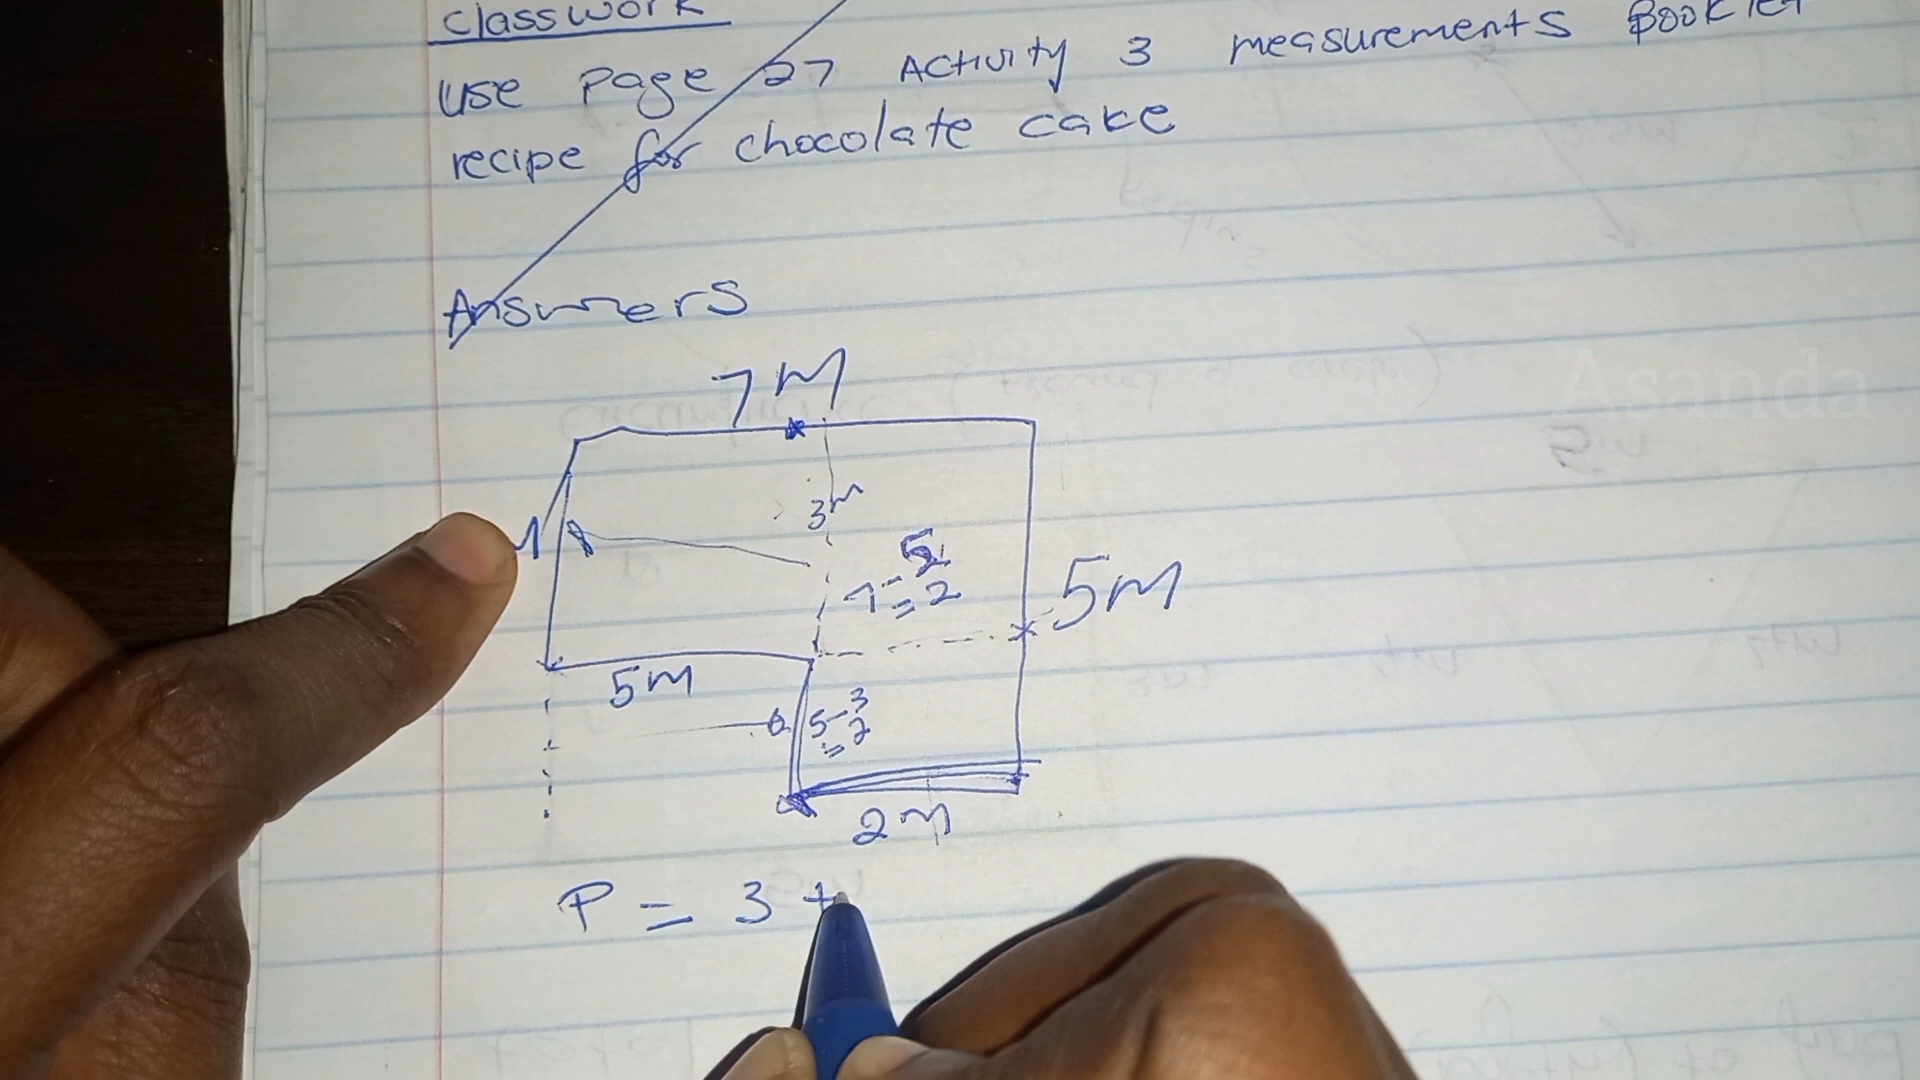 classwork
use page 27 Activity 3 measurements Booklet
recipe for chocolate cake
Answers
Asanda
7M
3m
5
7-
=2
5M
5M
5-3
=2
2m
P = 3 +